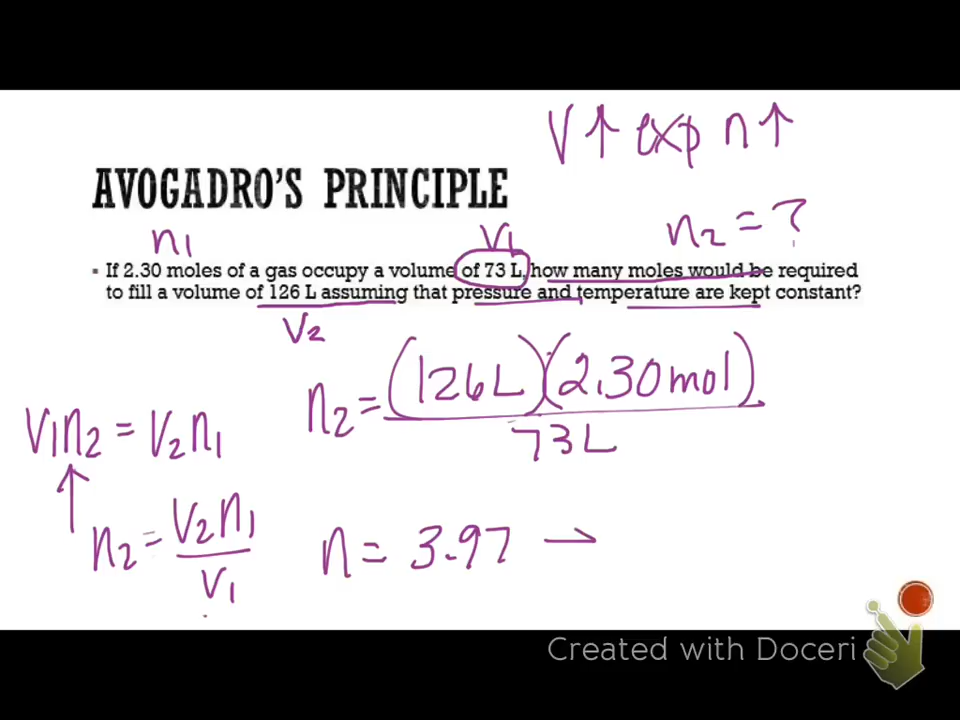 V ↑ exp n ↑
AVOGADRO'S PRINCIPLE
n₁ V₁ n₂ = ?
▪ If 2.30 moles of a gas occupy a volume of 73 L, how many moles would be required
to fill a volume of 126 L assuming that pressure and temperature are kept constant?
V₂
n₂ = (126L)(2.30mol)
73L
V₁n₂ = V₂n₁
↑
n₂ = V₂n₁
V₁
n = 3.97 →
Created with Doceri